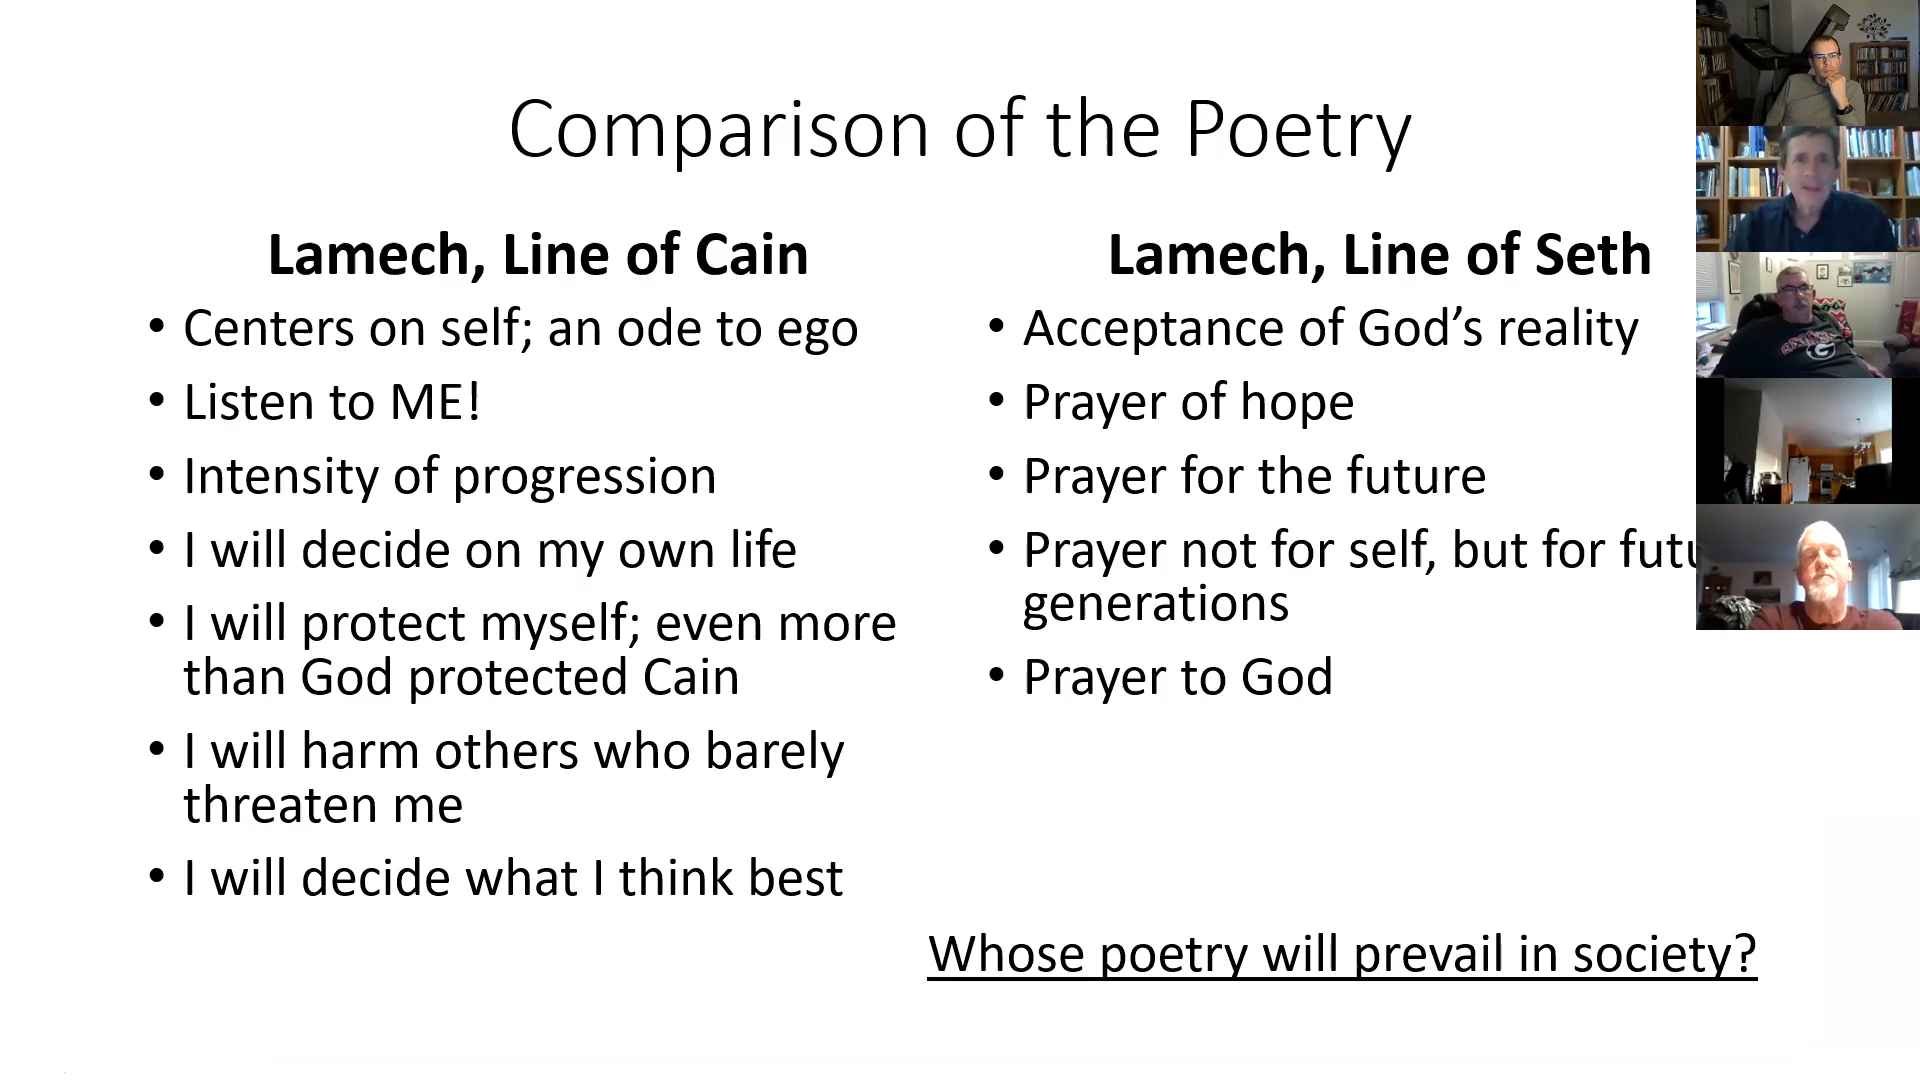 Comparison of the Poetry
Lamech, Line of Cain
• Centers on self; an ode to ego
• Listen to ME!
• Intensity of progression
• I will decide on my own life
• I will protect myself; even more
than God protected Cain
• I will harm others who barely
threaten me
• I will decide what I think best
Lamech, Line of Seth
• Acceptance of God’s reality
• Prayer of hope
• Prayer for the future
• Prayer not for self, but for
generations
• Prayer to God
Whose poetry will prevail in society?
G